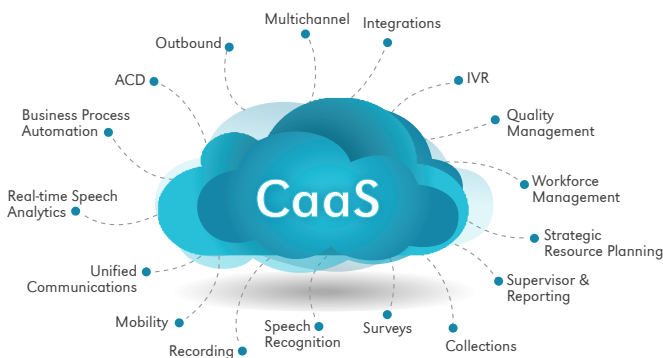 Multichannel
Integrations
Outbound
ACD
IVR
Business Process
Automation
Quality
Management
Real-time Speech
Analytics
CaaS
Workforce
Management
Strategic
Resource Planning
Unified
Communications
Supervisor &
Reporting
Mobility
Recording
Speech
Recognition
Surveys
Collections